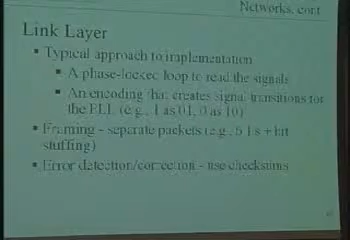 Networks, cont
Link Layer
▪ Typical approach to implementation
▪ A phase-locked loop to read the signals
▪ An encoding that creates signal transitions for
the PLL (e.g., 1 as 01, 0 as 10)
▪ Framing - separate packets (e.g., 6 1s + bit
stuffing)
▪ Error detection/correction - use checksums